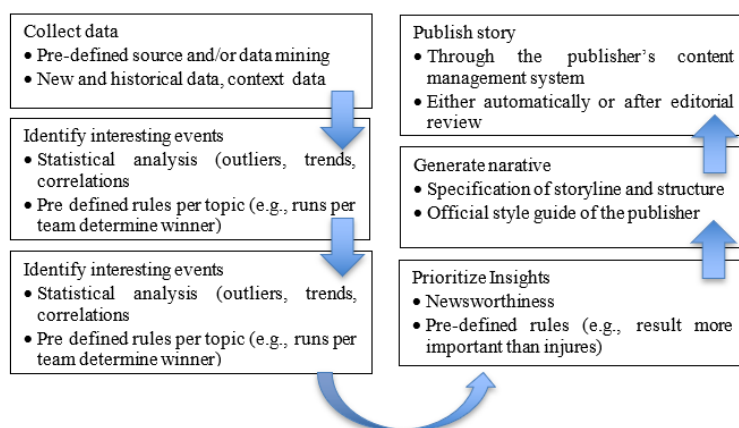 Collect data
• Pre-defined source and/or data mining
• New and historical data, context data
Identify interesting events
• Statistical analysis (outliers, trends,
correlations
• Pre defined rules per topic (e.g., runs per
team determine winner)
Identify interesting events
• Statistical analysis (outliers, trends,
correlations
• Pre defined rules per topic (e.g., runs per
team determine winner)
Prioritize Insights
• Newsworthiness
• Pre-defined rules (e.g., result more
important than injures)
Generate narative
• Specification of storyline and structure
• Official style guide of the publisher
Publish story
• Through the publisher's content
management system
• Either automatically or after editorial
review